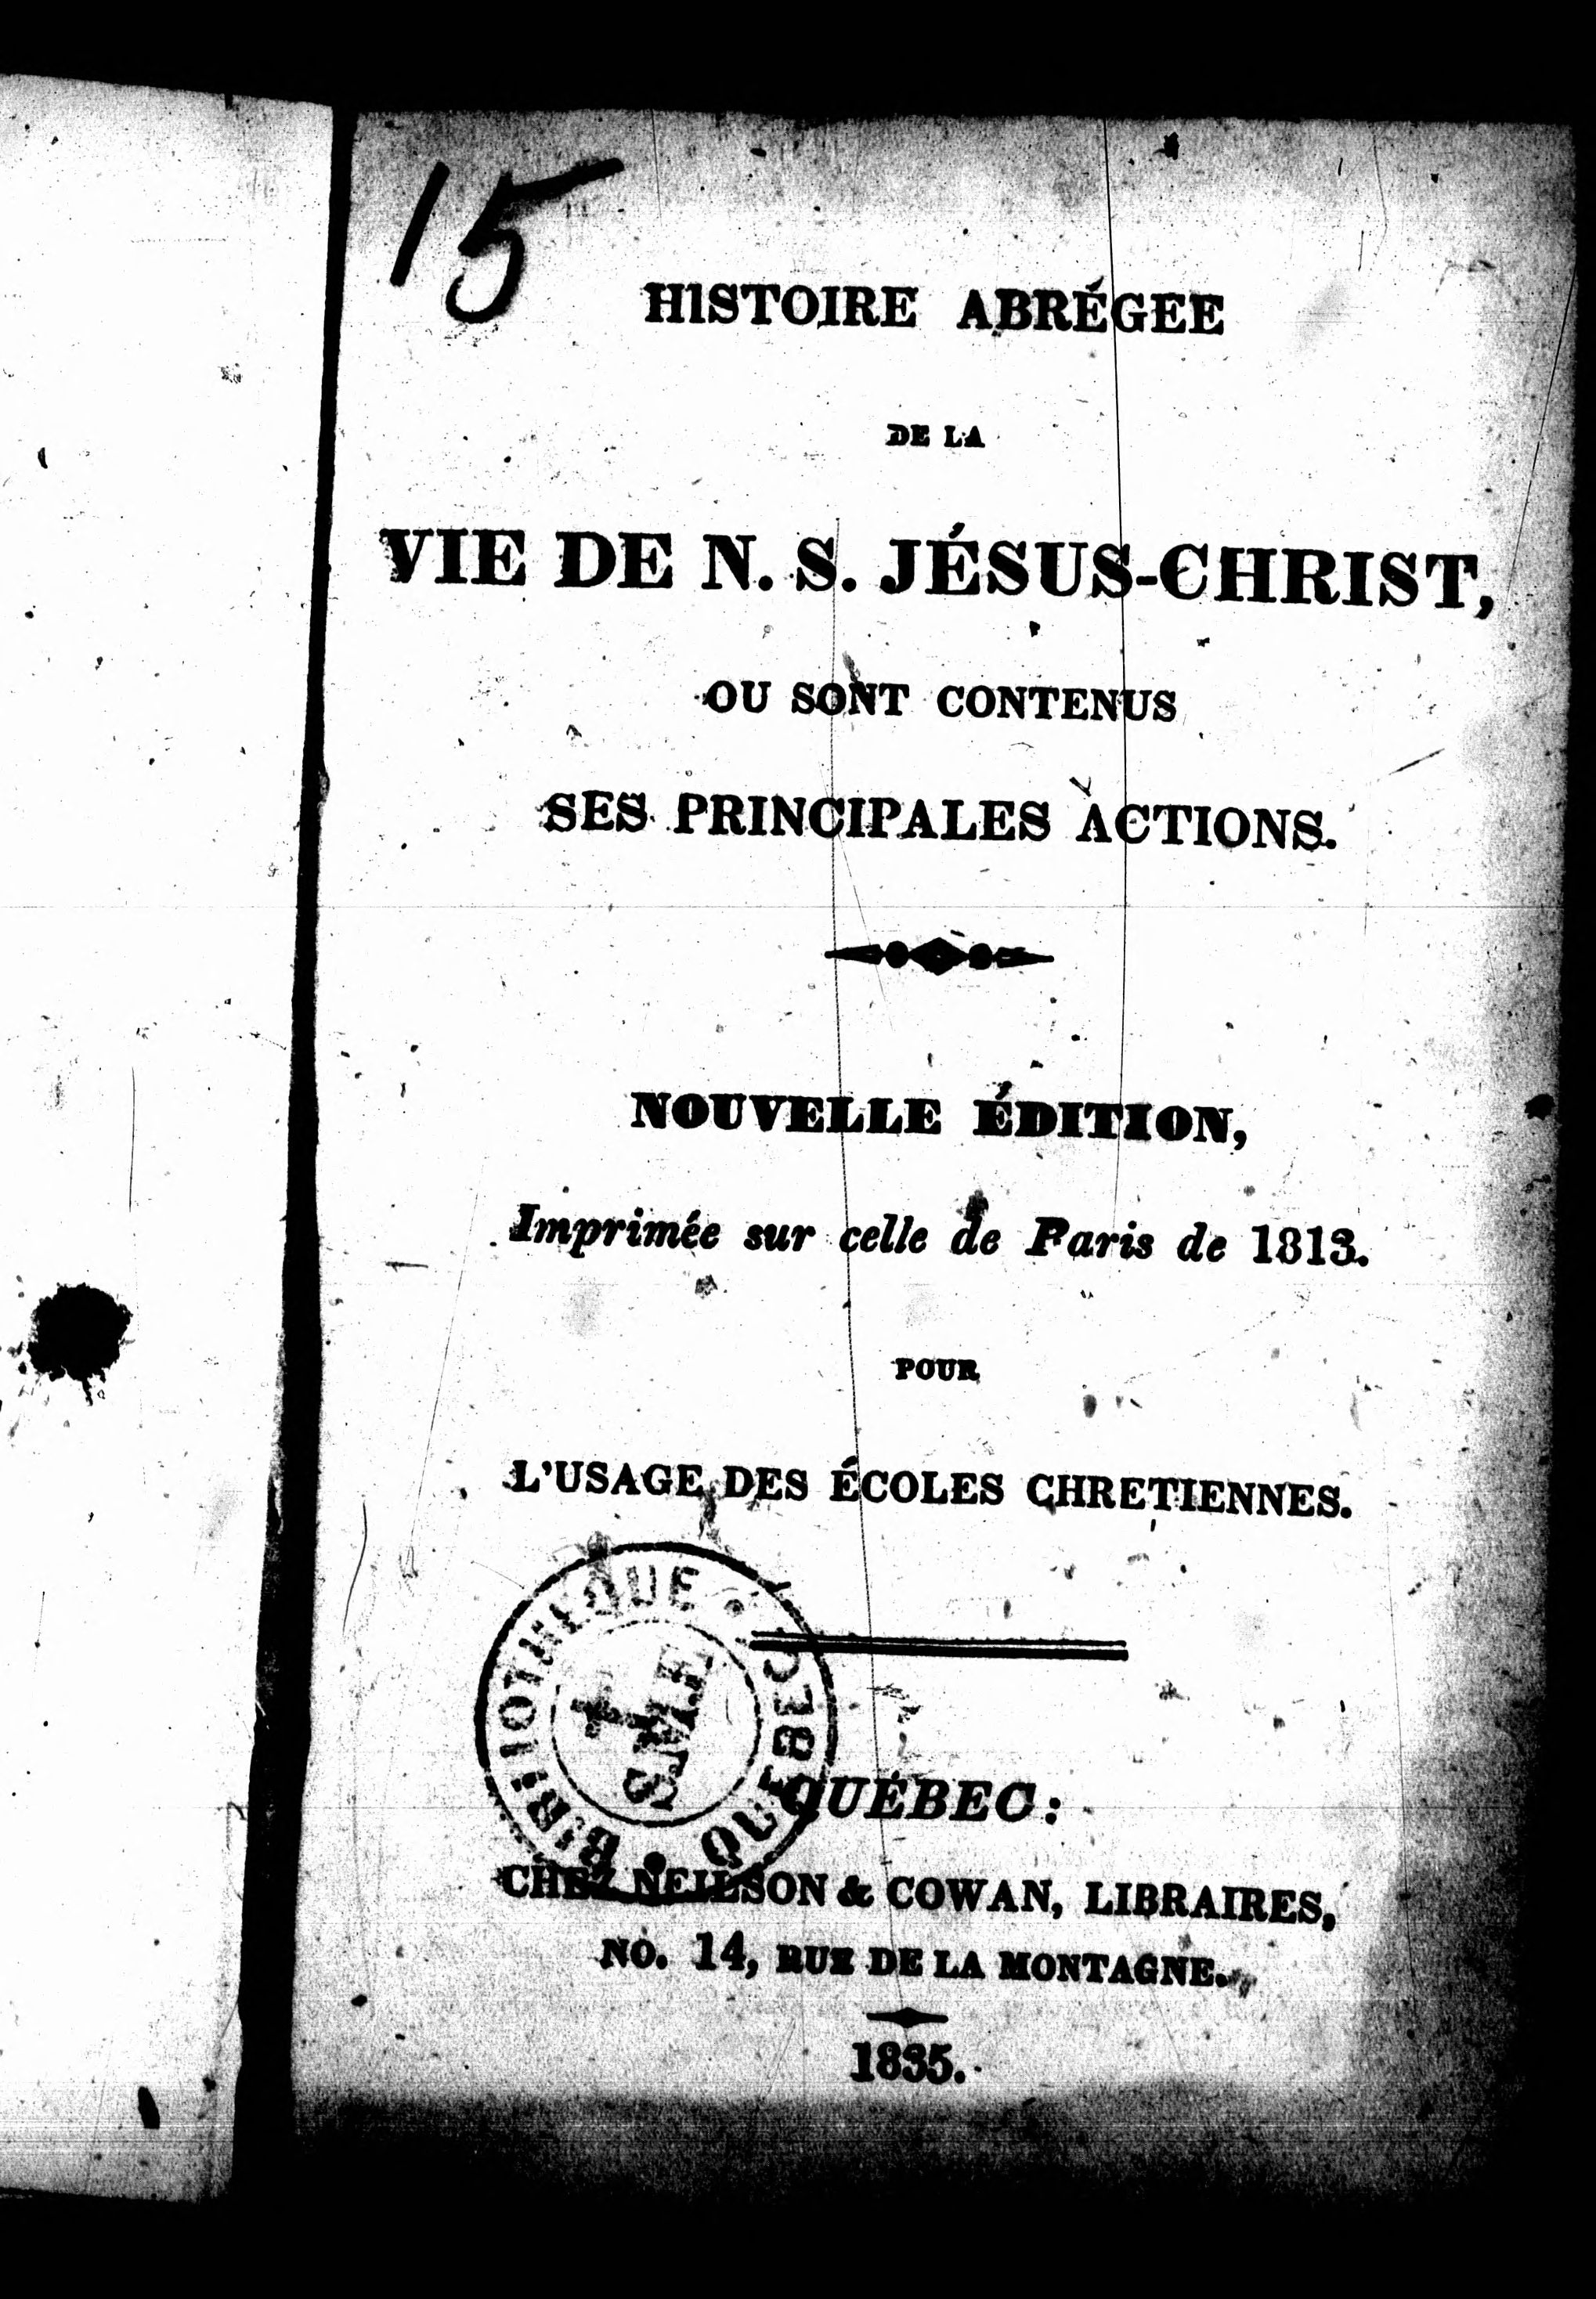 15
HISTOIRE ABRÉGEE
DE LA
VIE DE N. S. JÉSUS-CHRIST,
OU SONT CONTENUS
SES PRINCIPALES ACTIONS.
NOUVELLE ÉDITION,
Imprimée sur celle de Paris de 1813.
POUR
L'USAGE DES ÉCOLES CHRETIENNES.
BIBLIOTHEQUE
S.M.E.
QUEBEC
QUÉBEC:
CHEZ NEILSON & COWAN, LIBRAIRES,
NO. 14, RUE DE LA MONTAGNE.
1835.